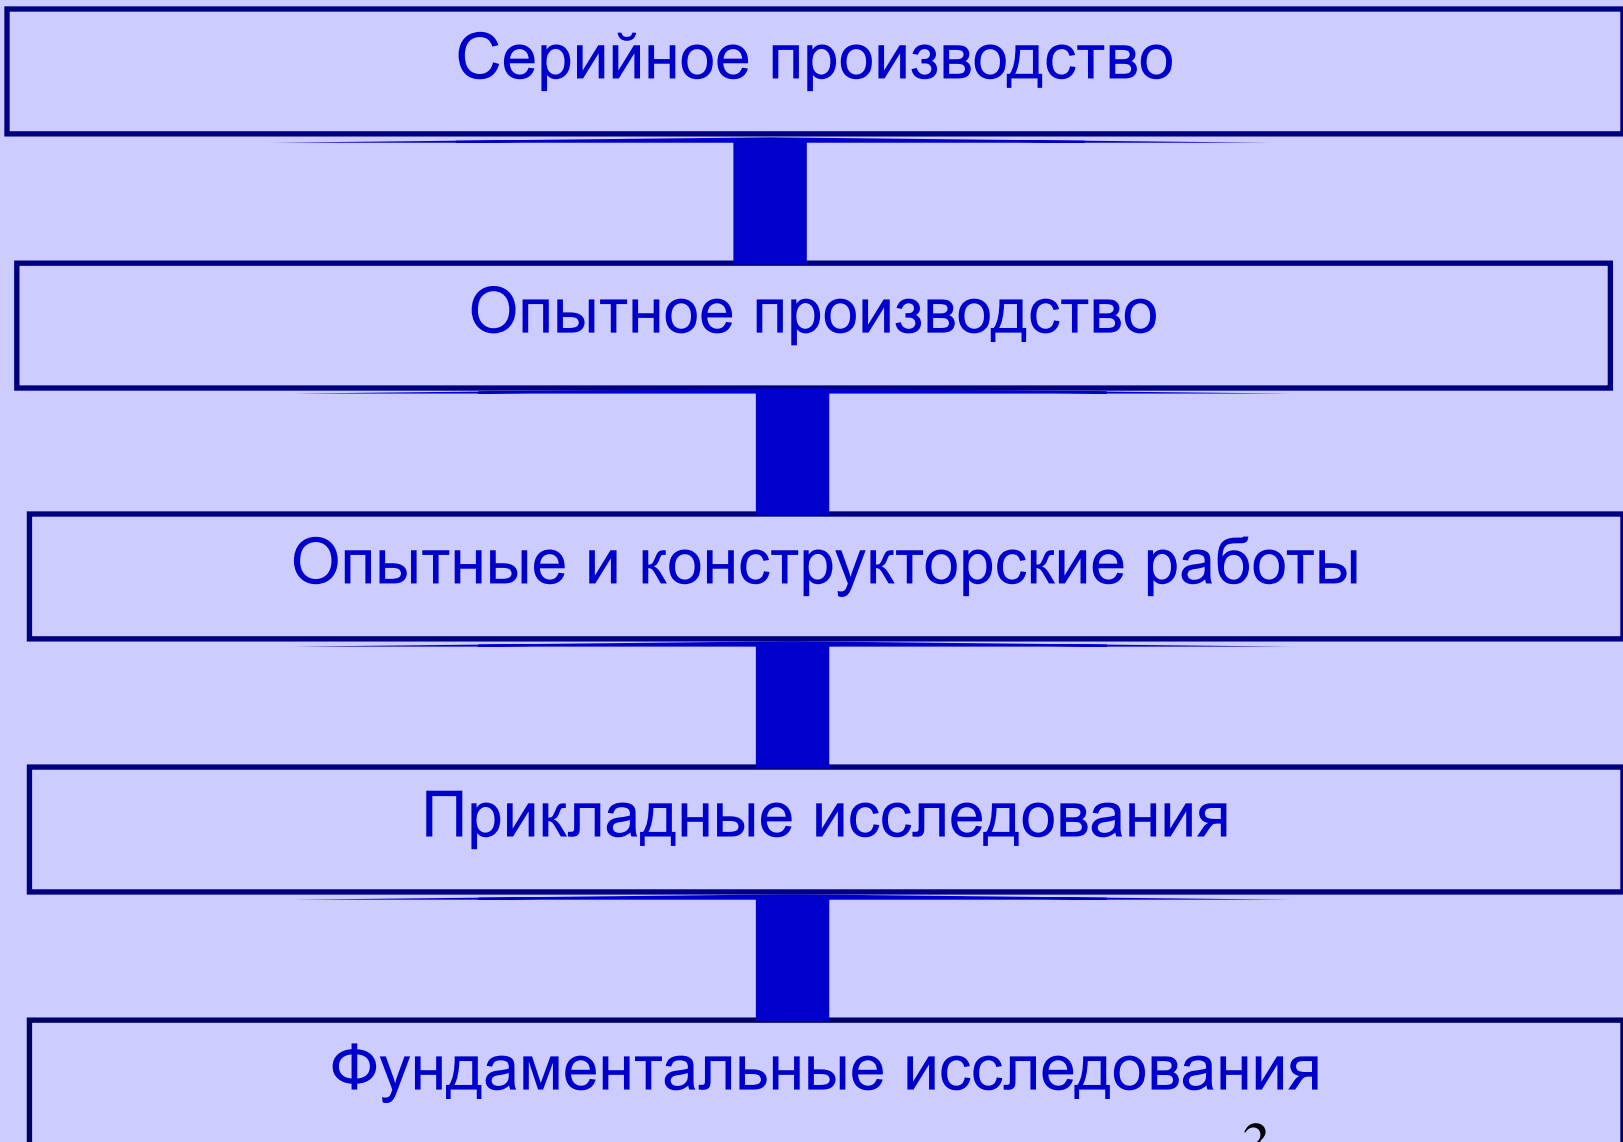 Серийное производство
Опытное производство
Опытные и конструкторские работы
Прикладные исследования
Фундаментальные исследования